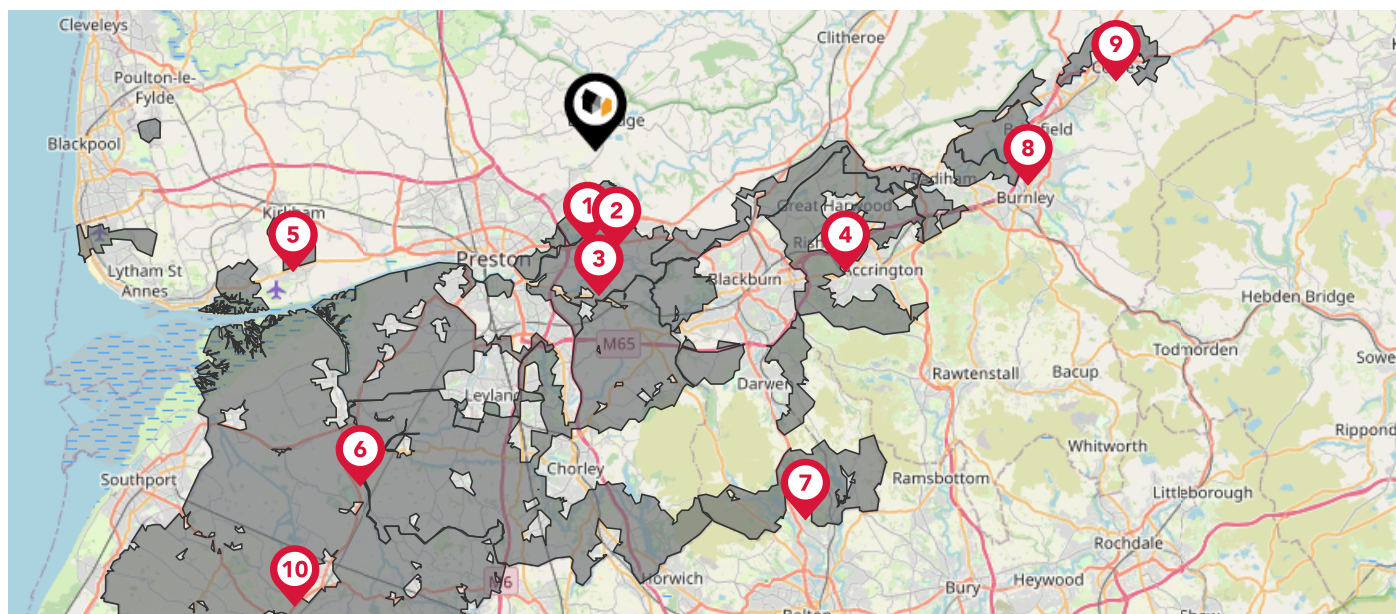 Cleveleys
Clitheroe
9
Poulton-le-
Fylde
Blackpool
8
Burnley
Padiham
Kirkham
1
2
Great Harwood
5
3
4
Preston
Lytham St
Annes
Blackburn
Accrington
Hebden Bridge
M65
Todmorden
Darwen
Rawtenstall
Bacup
Leyland
6
Whitworth
Chorley
Southport
7
Ramsbottom
Littleborough
Rochdale
10
M6
Horwich
Bury
Heywood